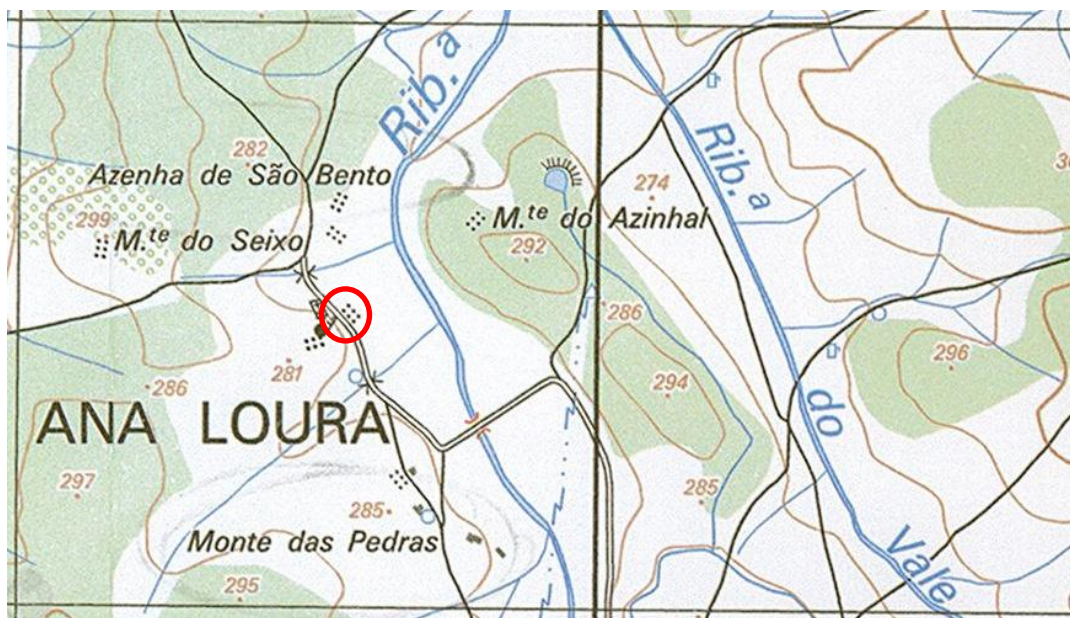 Rib.a
Rib.a
282
Azenha de São Bento
274
299
M.te do Seixo
M.te do Azinhal
292
286
281
286
294
296
do
ANA LOURA
297
285
285
Monte das Pedras
Vale
295